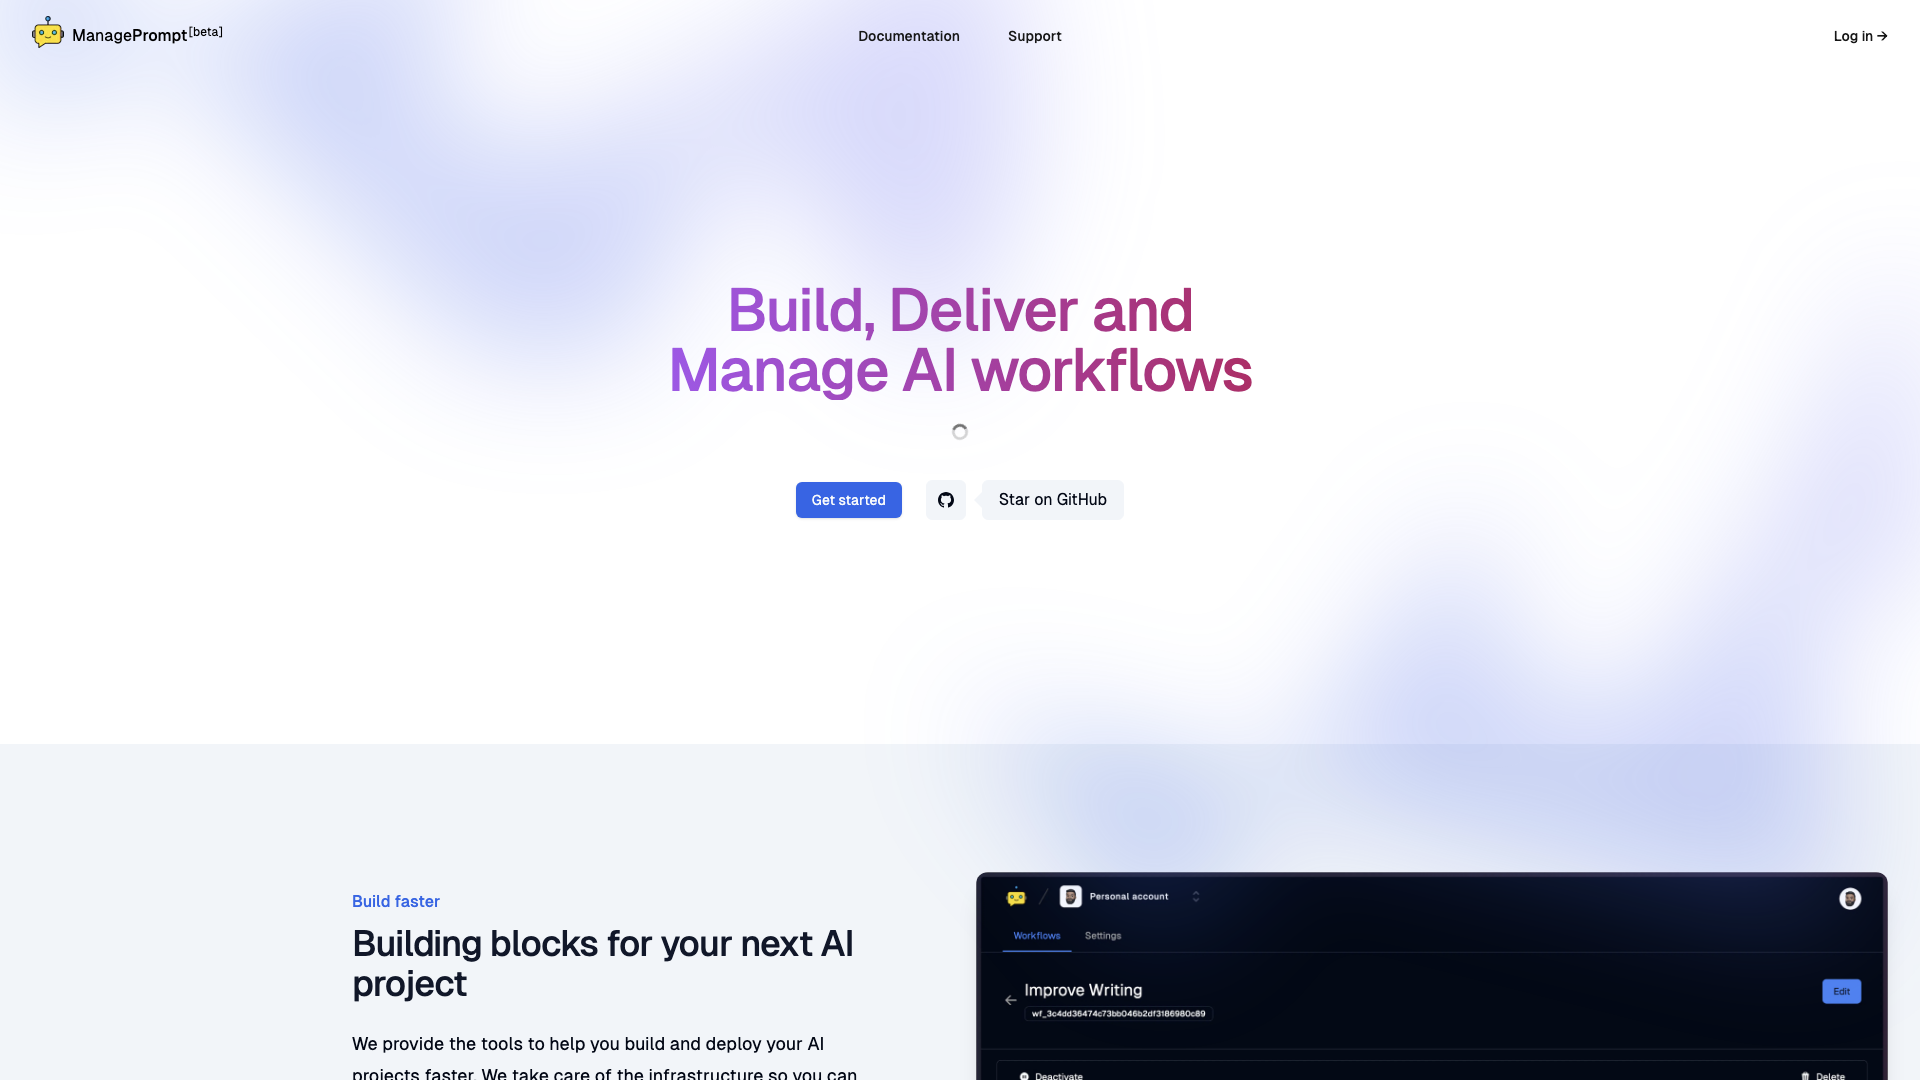 ManagePrompt[beta]
Documentation
Support
Log in →
Build, Deliver and
Manage AI workflows
Get started
Star on GitHub
Build faster
Building blocks for your next AI
project
We provide the tools to help you build and deploy your AI
projects faster. We take care of the infrastructure so you can
Personal account
Workflows
Settings
Improve Writing
Edit
wf_3c4dd36474c73bb046b2df3186980c89
Deactivate
Delete